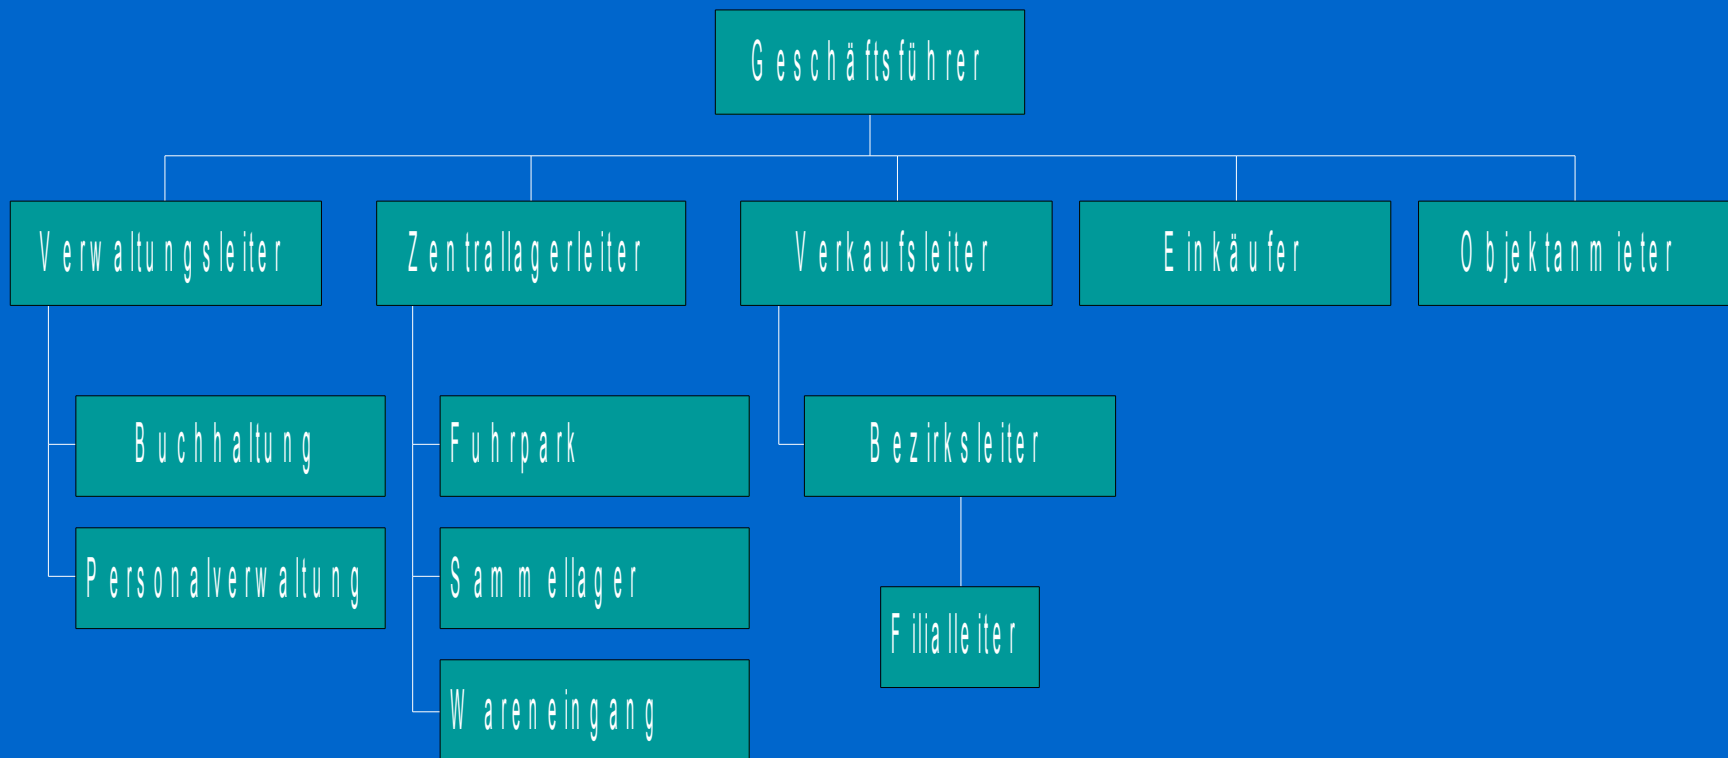 Geschäftsführer
Verwaltungsleiter
Zentrallagerleiter
Verkaufsleiter
Einkäufer
Objektanmieter
Buchhaltung
Fuhrpark
Bezirksleiter
Personalverwaltung
Sammellager
Filialleiter
Wareneingang